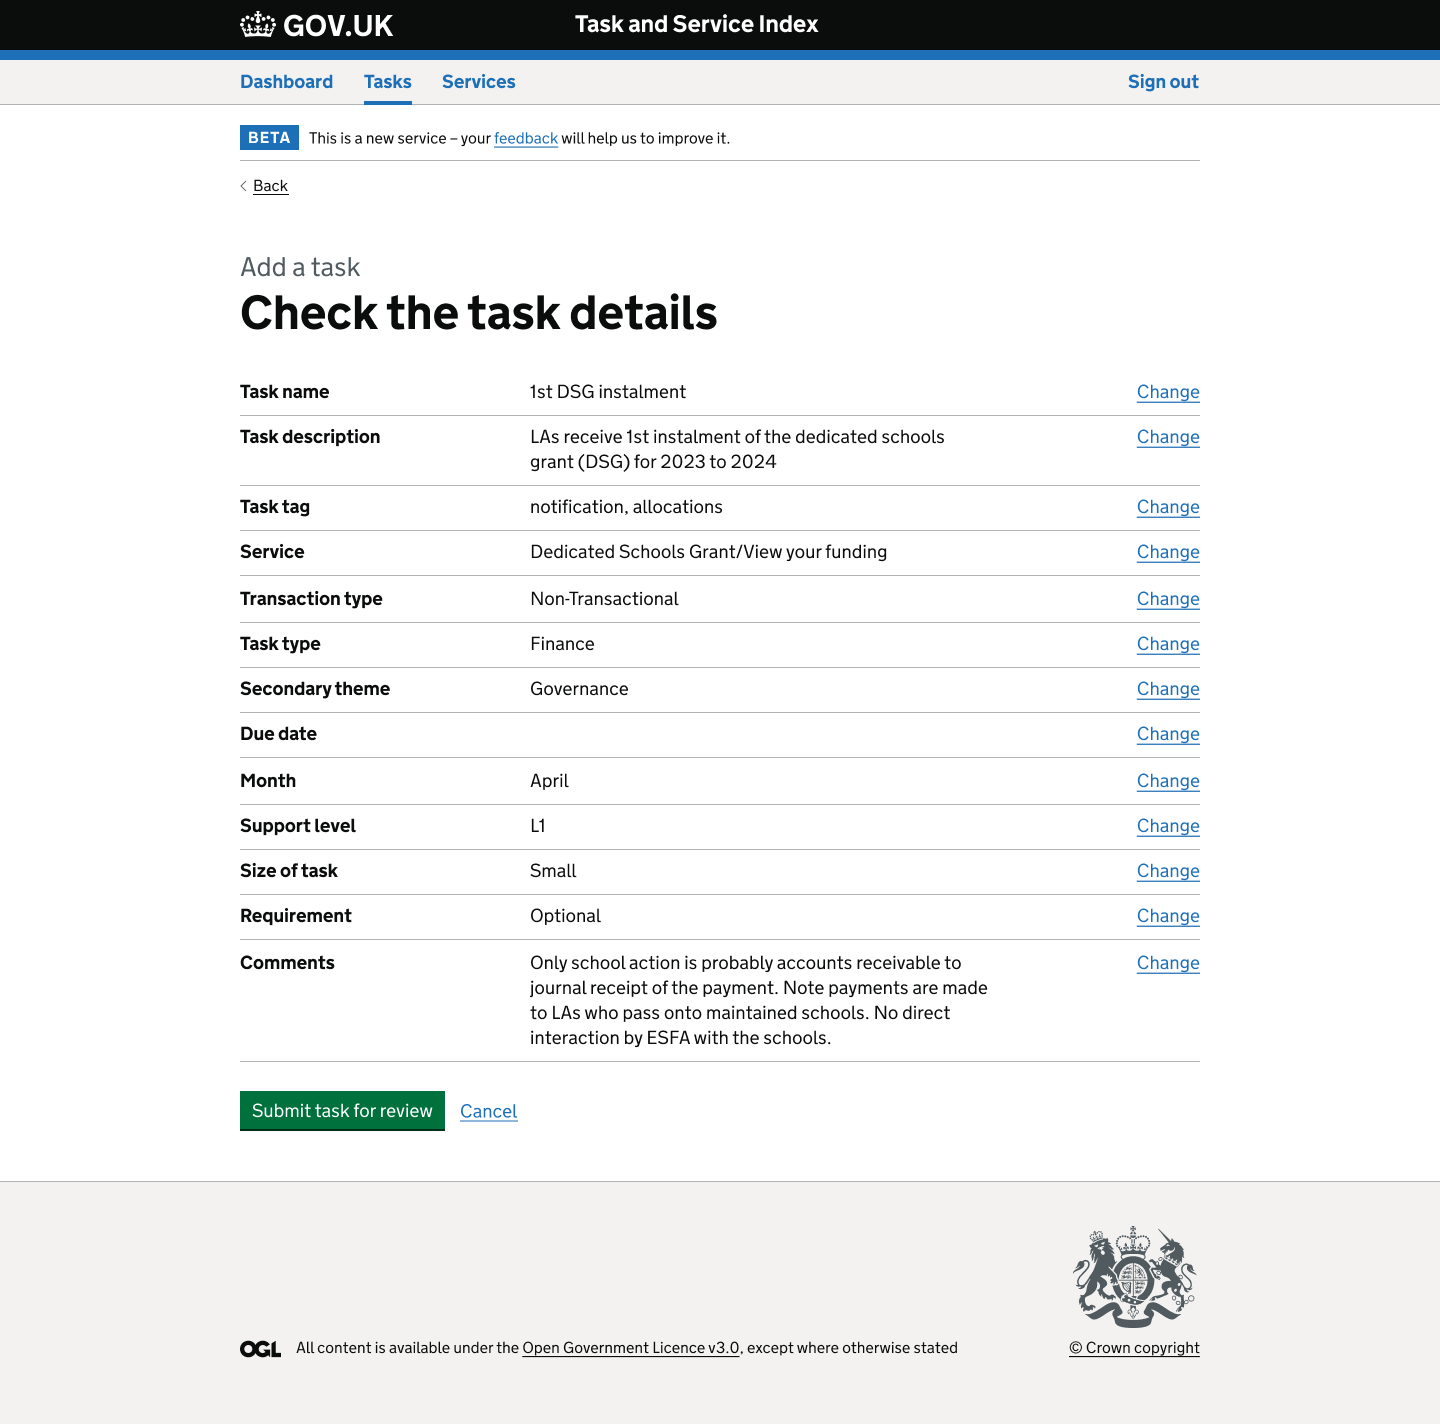 GOV.UK
Task and Service Index
Dashboard
Tasks
Services
Sign out
BETA
This is a new service – your feedback will help us to improve it.
Back
Add a task
Check the task details
Task name
1st DSG instalment
Change
Task description
LAs receive 1st instalment of the dedicated schools
grant (DSG) for 2023 to 2024
Change
Task tag
notification, allocations
Change
Service
Dedicated Schools Grant/View your funding
Change
Transaction type
Non-Transactional
Change
Task type
Finance
Change
Secondary theme
Governance
Change
Due date
Change
Month
April
Change
Support level
L1
Change
Size of task
Small
Change
Requirement
Optional
Change
Comments
Only school action is probably accounts receivable to
journal receipt of the payment. Note payments are made
to LAs who pass onto maintained schools. No direct
interaction by ESFA with the schools.
Change
Submit task for review
Cancel
OGL
All content is available under the Open Government Licence v3.0, except where otherwise stated
© Crown copyright